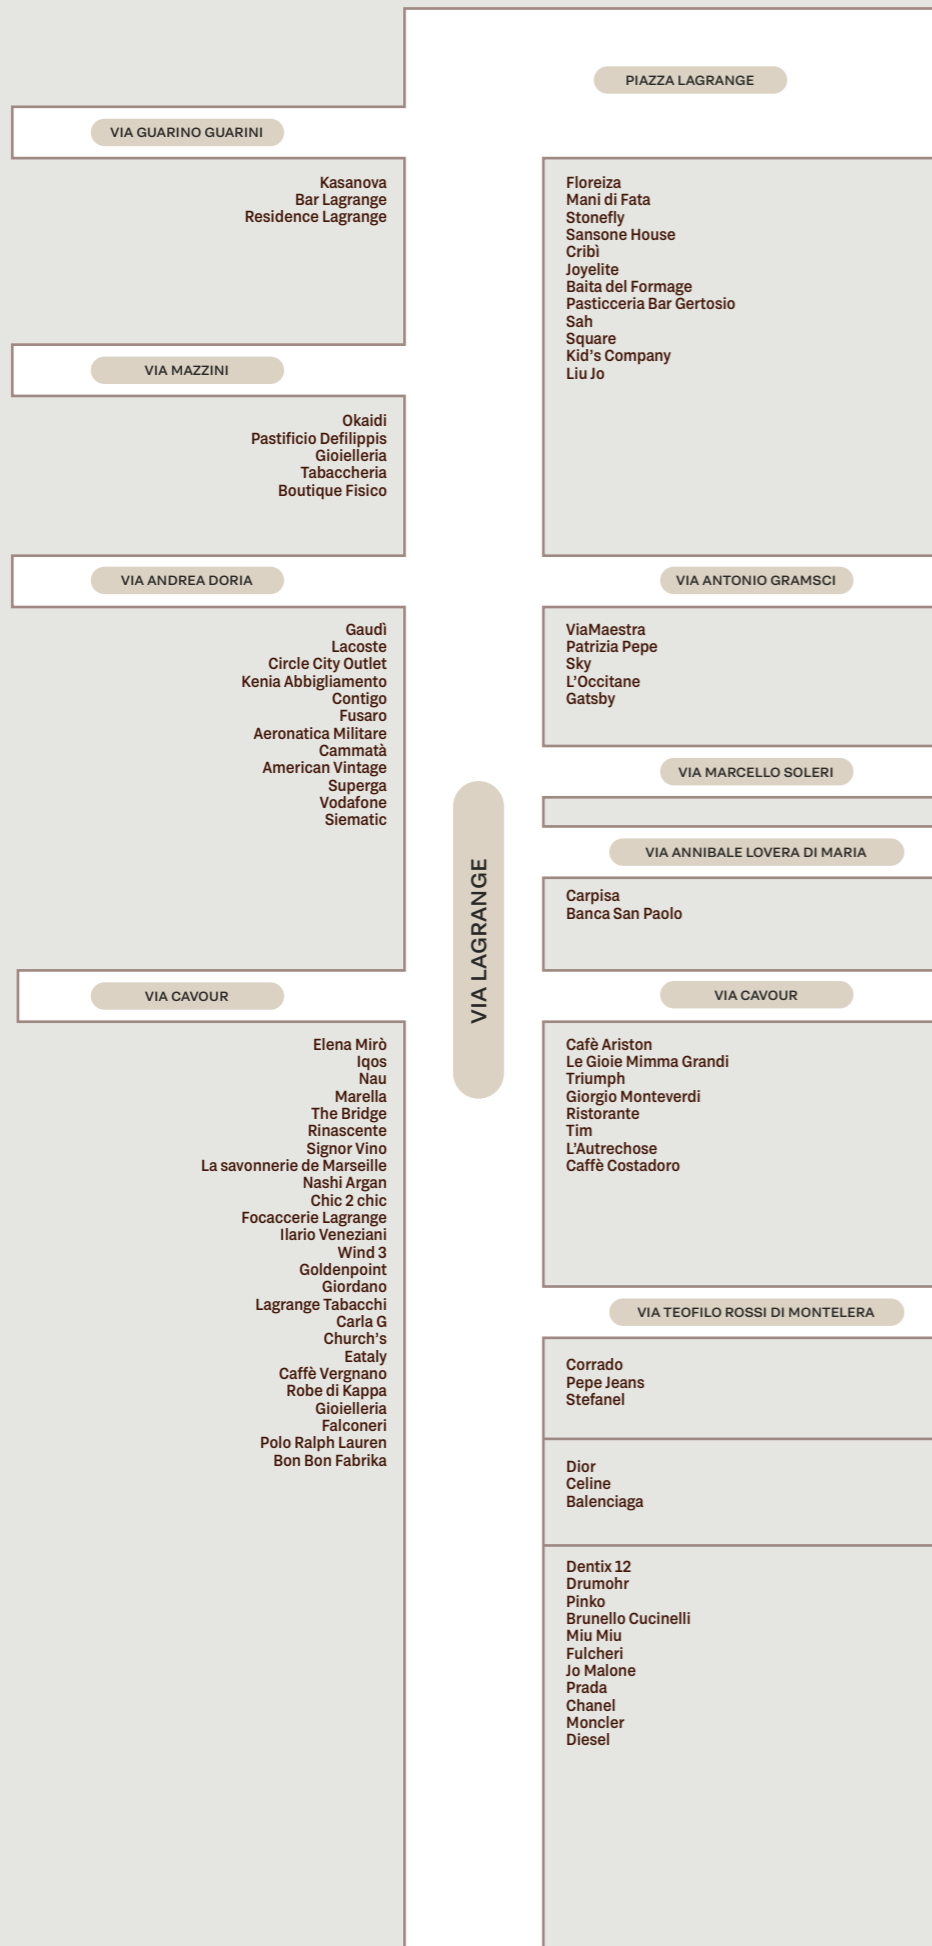 PIAZZA LAGRANGE
VIA GUARINO GUARINI
Kasanova
Bar Lagrange
Residence Lagrange
VIA MAZZINI
Okaidi
Pastificio Defilippis
Gioielleria
Tabaccheria
Boutique Fisico
VIA ANDREA DORIA
Gaudì
Lacoste
Circle City Outlet
Kenia Abbigliamento
Contigo
Fusaro
Aeronatica Militare
Cammatà
American Vintage
Superga
Vodafone
Siematic
VIA CAVOUR
Elena Mirò
Iqos
Nau
Marella
The Bridge
Rinascente
Signor Vino
La savonnerie de Marseille
Nashi Argan
Chic 2 chic
Focaccerie Lagrange
Ilario Veneziani
Wind 3
Goldenpoint
Giordano
Lagrange Tabacchi
Carla G
Church's
Eataly
Caffè Vergnano
Robe di Kappa
Gioielleria
Falconeri
Polo Ralph Lauren
Bon Bon Fabrika
VIA LAGRANGE
Floreiza
Mani di Fata
Stonefly
Sansone House
Cribì
Joyelite
Baita del Formage
Pasticceria Bar Gertosio
Sah
Square
Kid's Company
Liu Jo
VIA ANTONIO GRAMSCI
ViaMaestra
Patrizia Pepe
Sky
L'Occitane
Gatsby
VIA MARCELLO SOLERI
VIA ANNIBALE LOVERA DI MARIA
Carpisa
Banca San Paolo
VIA CAVOUR
Cafè Ariston
Le Gioie Mimma Grandi
Triumph
Giorgio Monteverdi
Ristorante
Tim
L'Autrechose
Caffè Costadoro
VIA TEOFILO ROSSI DI MONTELERA
Corrado
Pepe Jeans
Stefanel
Dior
Celine
Balenciaga
Dentix 12
Drumohr
Pinko
Brunello Cucinelli
Miu Miu
Fulcheri
Jo Malone
Prada
Chanel
Moncler
Diesel